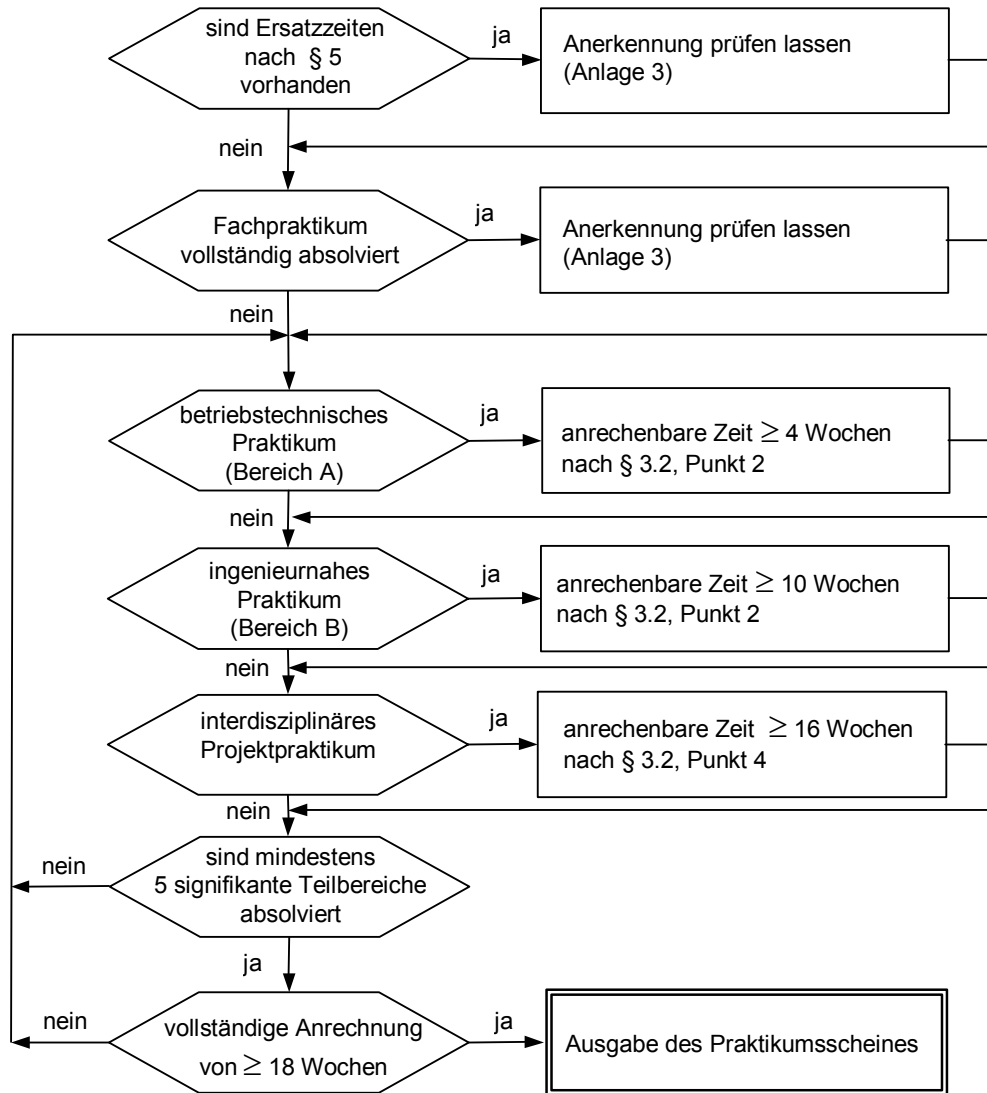 sind Ersatzzeiten
nach § 5
vorhanden
ja
Anerkennung prüfen lassen
(Anlage 3)
nein
Fachpraktikum
vollständig absolviert
ja
Anerkennung prüfen lassen
(Anlage 3)
nein
betriebstechnisches
Praktikum
(Bereich A)
ja
anrechenbare Zeit ≥ 4 Wochen
nach § 3.2, Punkt 2
nein
ingenieurnahes
Praktikum
(Bereich B)
ja
anrechenbare Zeit ≥ 10 Wochen
nach § 3.2, Punkt 2
nein
interdisziplinäres
Projektpraktikum
ja
anrechenbare Zeit ≥ 16 Wochen
nach § 3.2, Punkt 4
nein
sind mindestens
5 signifikante Teilbereiche
absolviert
nein
ja
vollständige Anrechnung
von ≥ 18 Wochen
nein
ja
Ausgabe des Praktikumsscheines